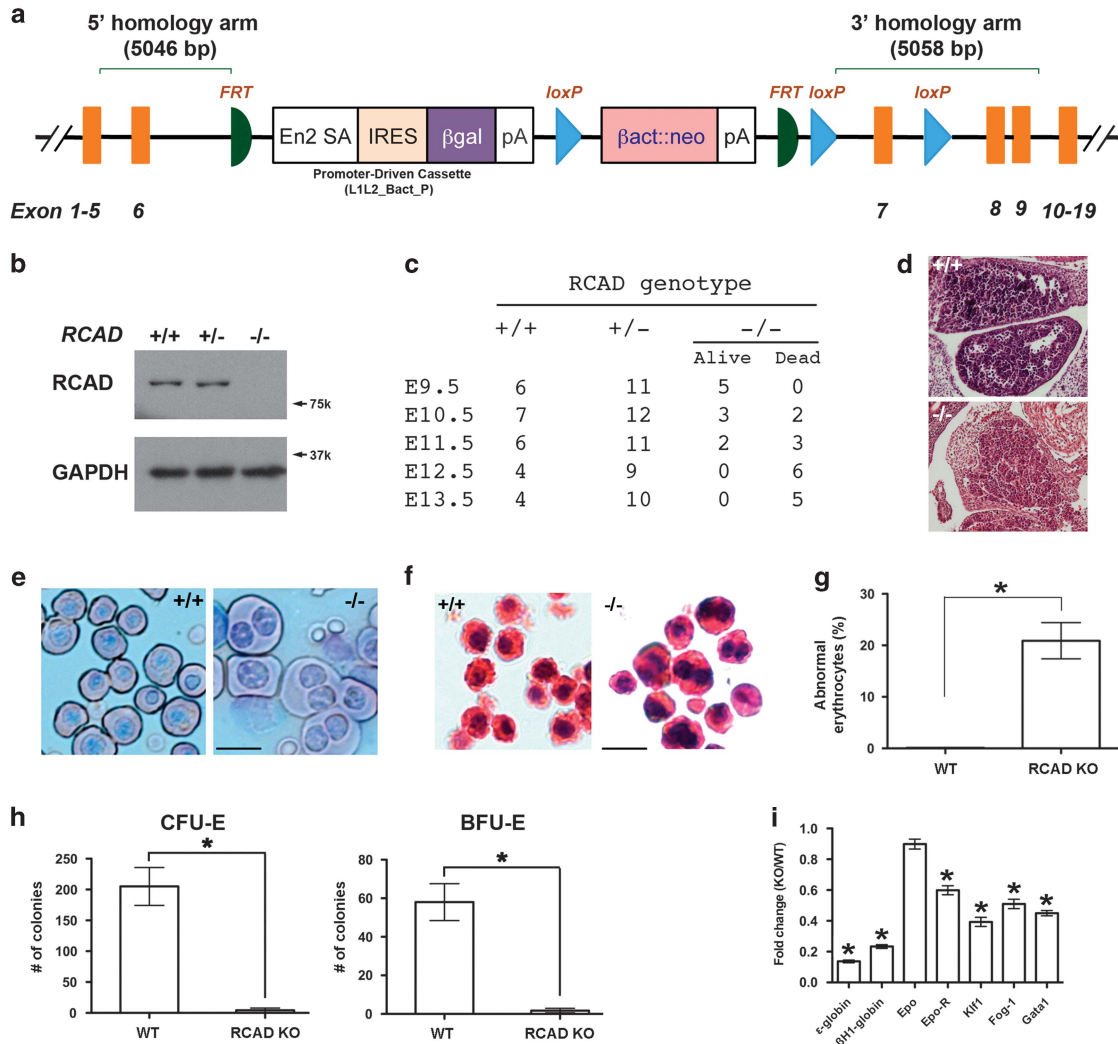 a
5’ homology arm
(5046 bp)
3’ homology arm
(5058 bp)
FRT
loxP
FRT
loxP
loxP
En2 SA
IRES
βgal
pA
βact::neo
pA
Promoter-Driven Cassette
(L1L2_Bact_P)
Exon 1-5
6
7
8
9
10-19
b
RCAD
+/+
+/-
-/-
RCAD
75k
GAPDH
37k
c
RCAD genotype
+/+ +/− −/−
Alive Dead
E9.5 6 11 5 0
E10.5 7 12 3 2
E11.5 6 11 2 3
E12.5 4 9 0 6
E13.5 4 10 0 5
d
+/+
-/-
e
+/+
-/-
f
+/+
-/-
g
Abnormal
erythrocytes (%)
30
20
10
0
*
WT
RCAD KO
h
CFU-E
# of colonies
250
200
150
100
50
0
*
WT
RCAD KO
BFU-E
# of colonies
80
60
40
20
0
*
WT
RCAD KO
i
Fold change (KO/WT)
1.0
0.8
0.6
0.4
0.2
0.0
*
*
*
*
*
*
ε-globin
βH1-globin
Epo
Epo-R
Klf1
Fog-1
Gata1